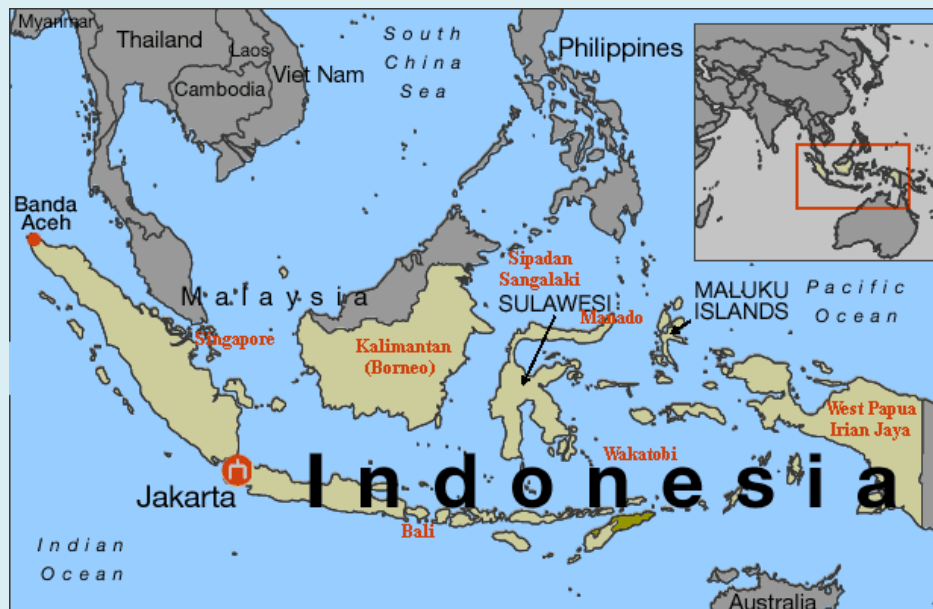 Myanmar
Thailand
Laos
Cambodia
Viet Nam
South
China
Sea
Philippines
Banda
Aceh
Malaysia
Singapore
Kalimantan
(Borneo)
Sipadan
Sangalaki
SULAWESI
Manado
MALUKU
ISLANDS
Pacific
Ocean
West Papua
Irian Jaya
Wakatobi
Indonesia
Jakarta
Bali
Indian
Ocean
Australia